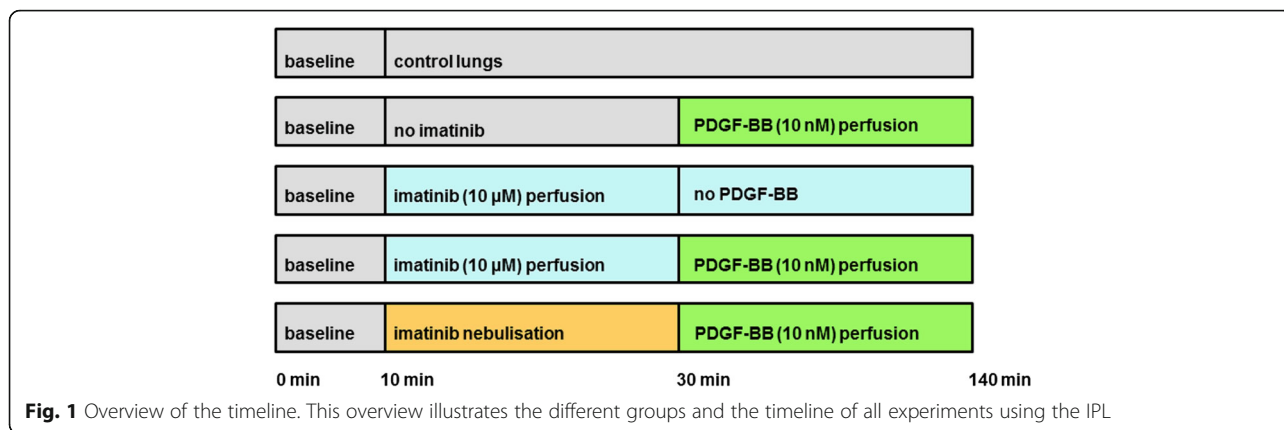 baseline control lungs
baseline no imatinib PDGF-BB (10 nM) perfusion
baseline imatinib (10 µM) perfusion no PDGF-BB
baseline imatinib (10 µM) perfusion PDGF-BB (10 nM) perfusion
baseline imatinib nebulisation PDGF-BB (10 nM) perfusion
0 min 10 min 30 min 140 min
Fig. 1 Overview of the timeline. This overview illustrates the different groups and the timeline of all experiments using the IPL